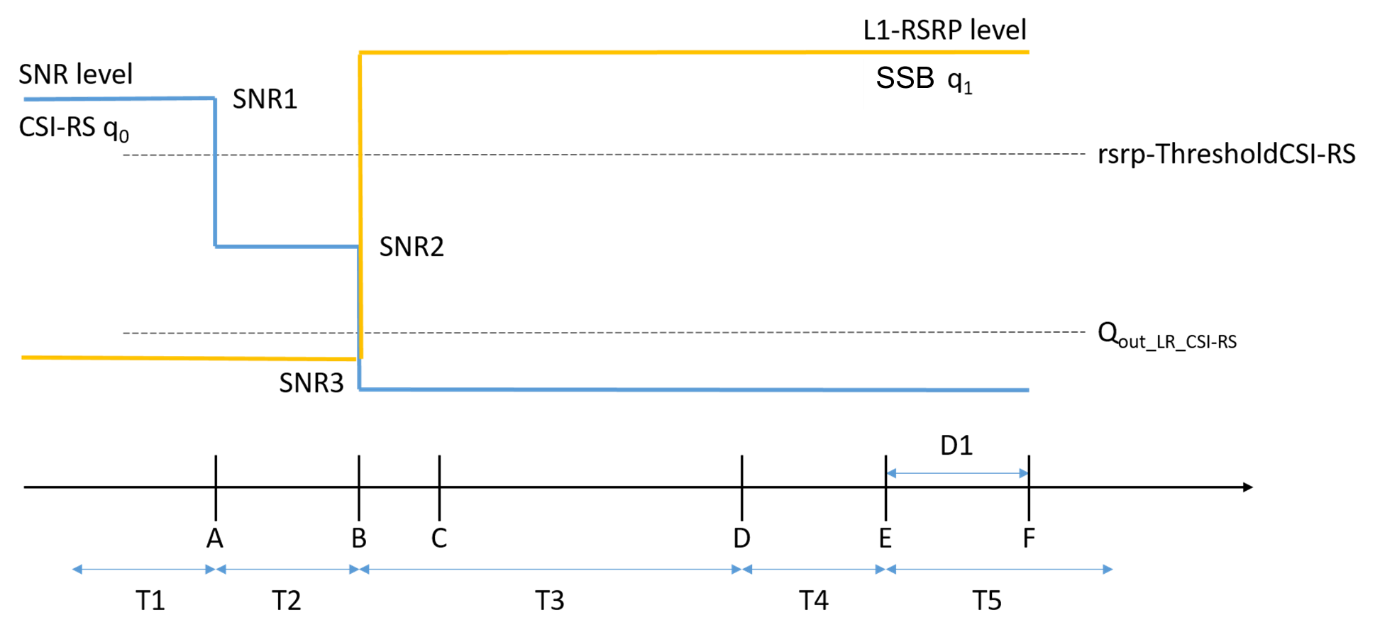 L1-RSRP level
SNR level
SSB q1
SNR1
CSI-RS q0
rsrp-ThresholdCSI-RS
SNR2
Qout_LR_CSI-RS
SNR3
D1
A B C D E F
T1 T2 T3 T4 T5